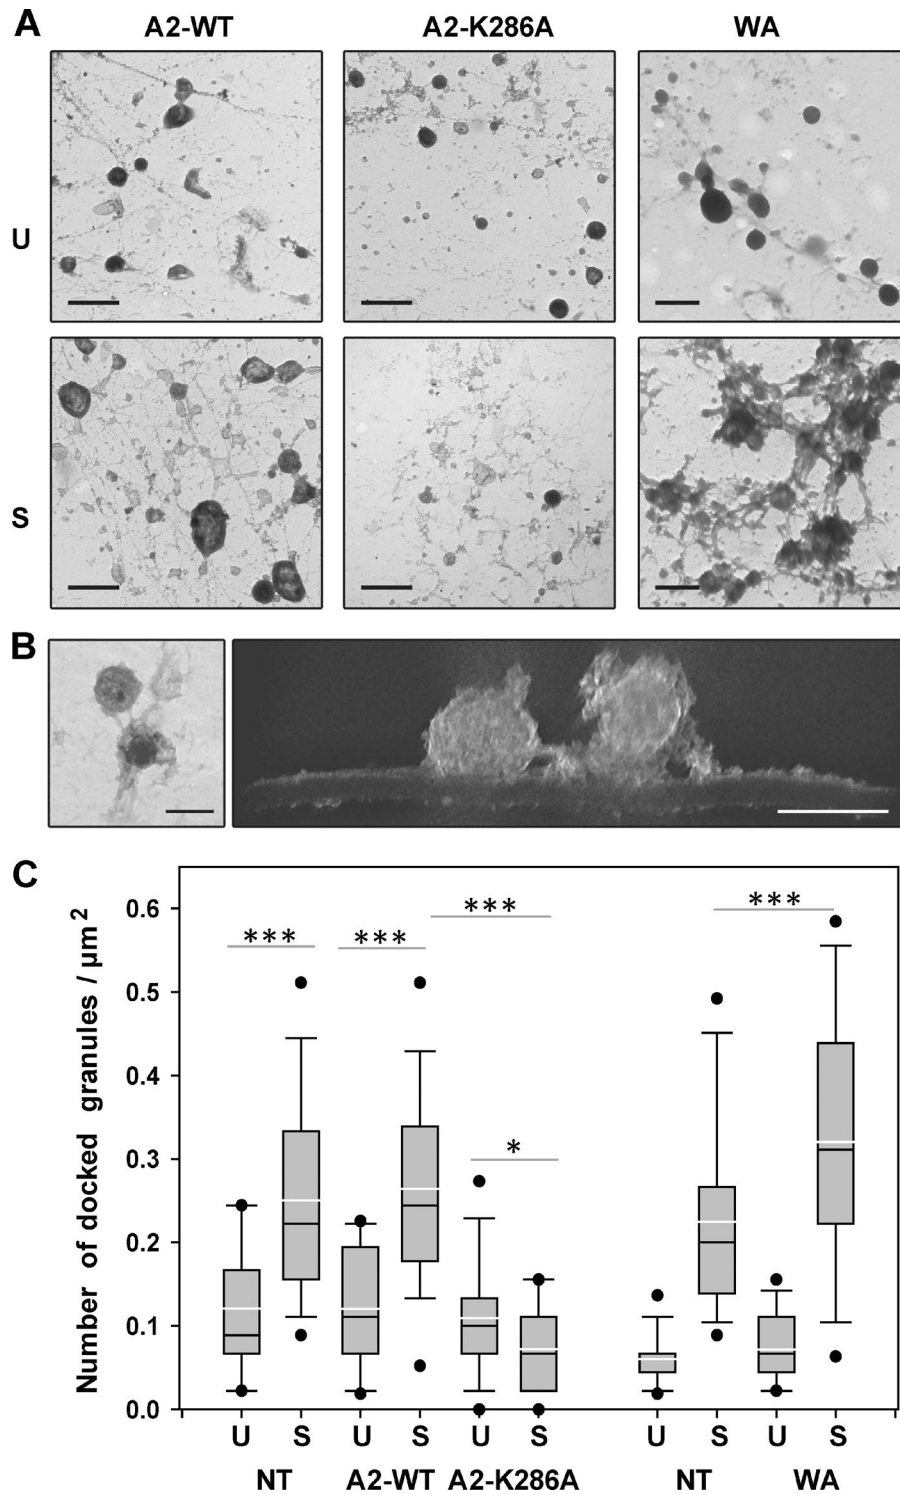 A
A2-WT A2-K286A WA
U
S
B
C
Number of docked granules / µm²
0.6
0.5
0.4
0.3
0.2
0.1
0.0
***
***
***
*
***
U S U S U S U S U S
NT A2-WT A2-K286A NT WA